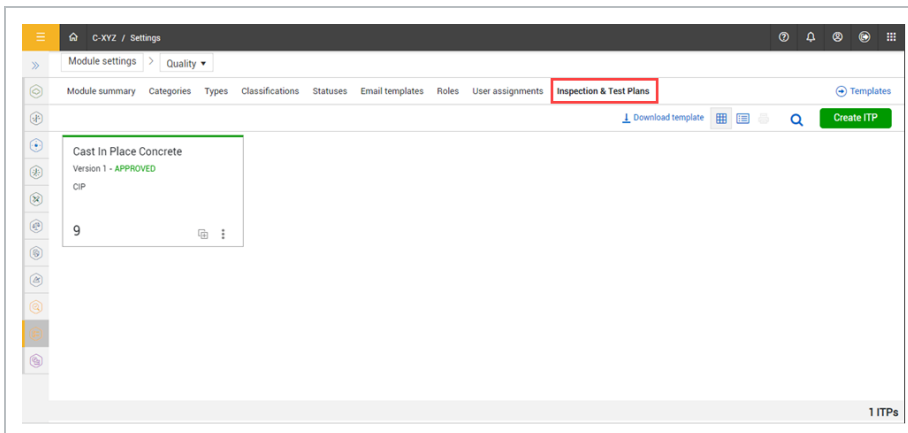 C-XYZ / Settings
Module settings > Quality
Module summary Categories Types Classifications Statuses Email templates Roles User assignments Inspection & Test Plans Templates
Download template Create ITP
Cast In Place Concrete
Version 1 - APPROVED
CIP
9
1 ITPs